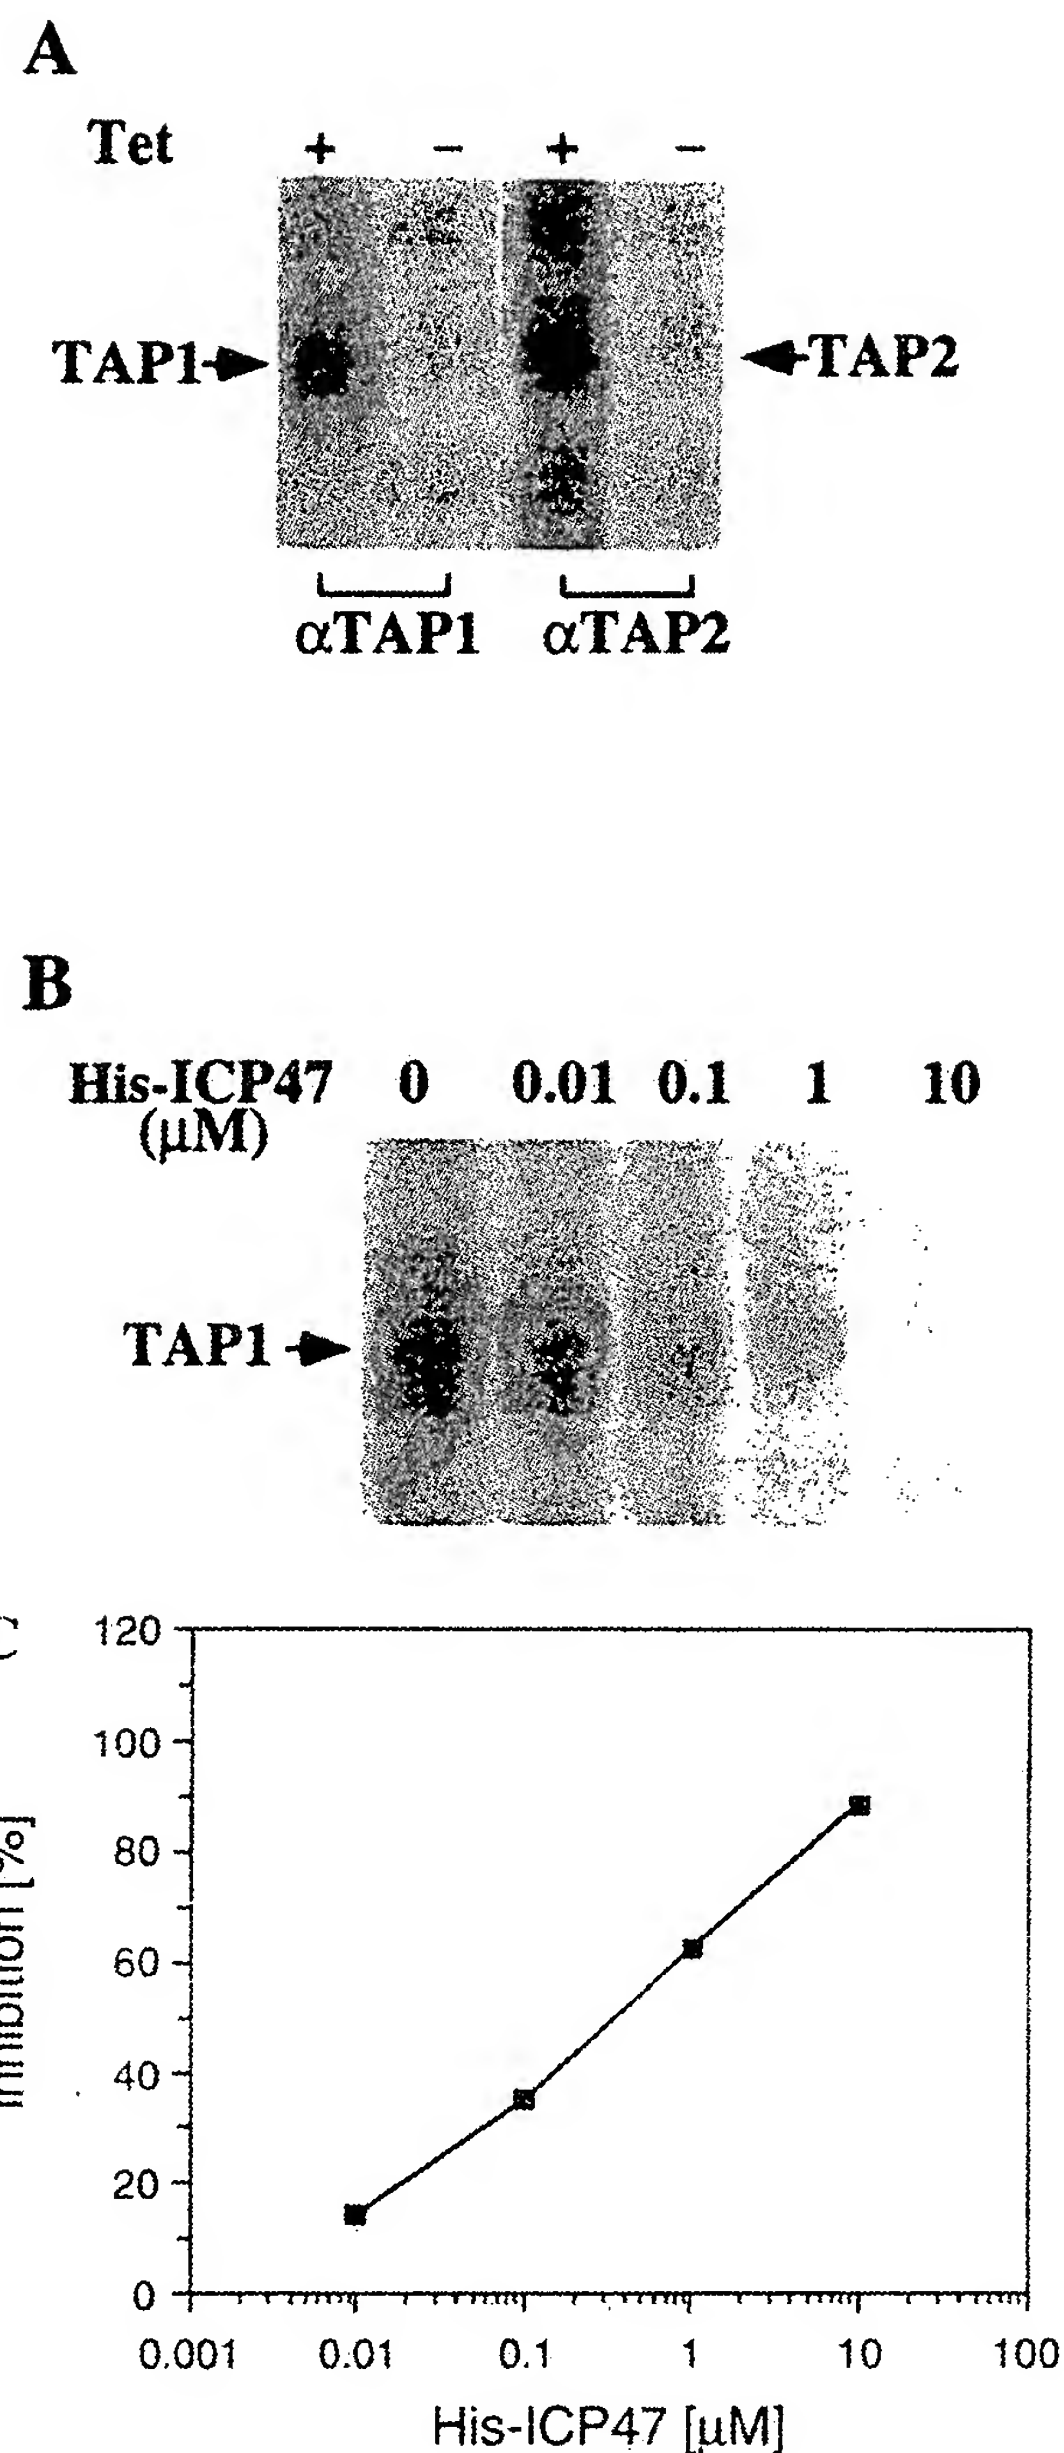 A
Tet + − + −
TAP1 TAP2
αTAP1 αTAP2
B
His-ICP47 0 0.01 0.1 1 10
(μM)
TAP1
120
100
80
60
40
20
0
Inhibition [%]
0.001 0.01 0.1 1 10 100
His-ICP47 [μM]